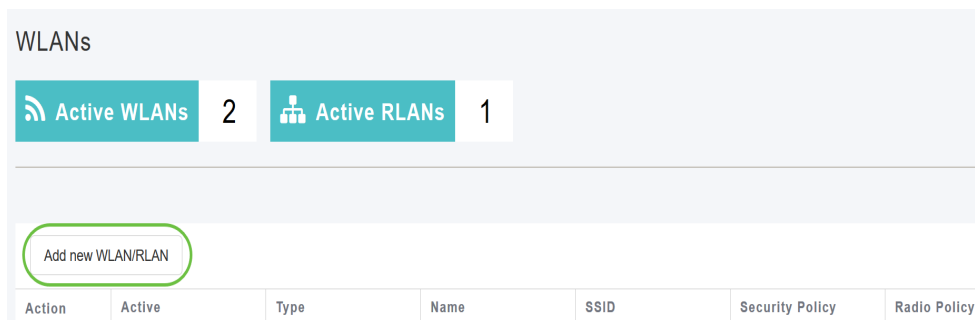 WLANs
Active WLANs 2 Active RLANs 1
Add new WLAN/RLAN
Action Active Type Name SSID Security Policy Radio Policy